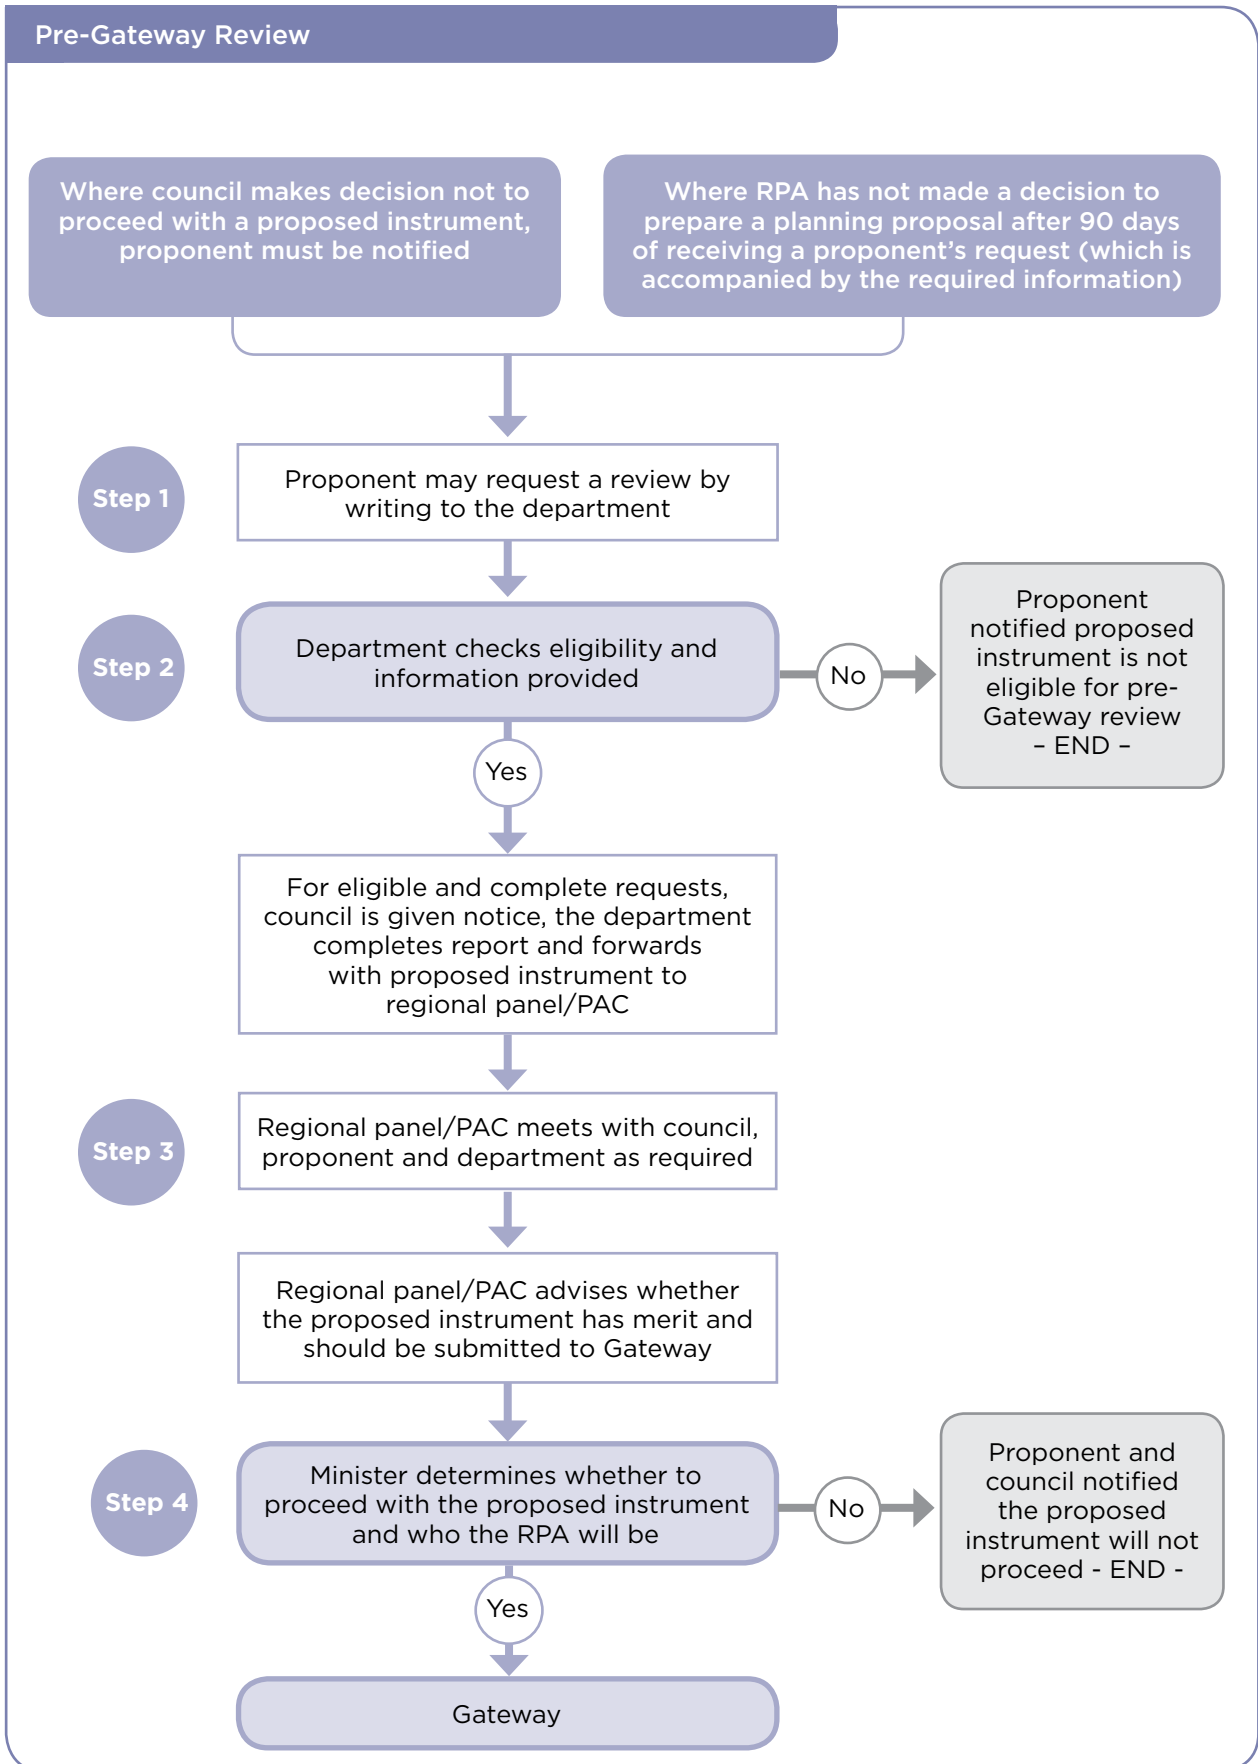 Pre-Gateway Review
Where council makes decision not to
proceed with a proposed instrument,
proponent must be notified
Where RPA has not made a decision to
prepare a planning proposal after 90 days
of receiving a proponent's request (which is
accompanied by the required information)
Step 1
Proponent may request a review by
writing to the department
Step 2
Department checks eligibility and
information provided
No
Proponent
notified proposed
instrument is not
eligible for pre-
Gateway review
– END –
Yes
For eligible and complete requests,
council is given notice, the department
completes report and forwards
with proposed instrument to
regional panel/PAC
Step 3
Regional panel/PAC meets with council,
proponent and department as required
Regional panel/PAC advises whether
the proposed instrument has merit and
should be submitted to Gateway
Step 4
Minister determines whether to
proceed with the proposed instrument
and who the RPA will be
No
Proponent and
council notified
the proposed
instrument will not
proceed - END -
Yes
Gateway